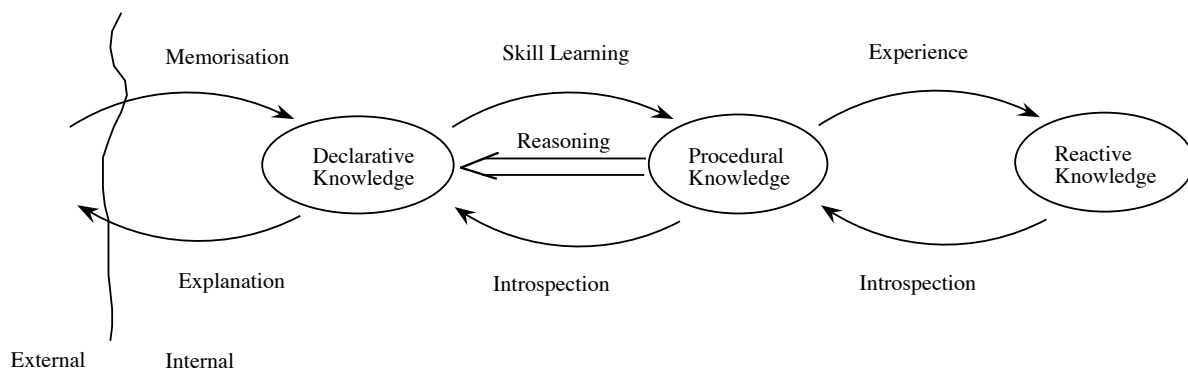 Memorisation
Skill Learning
Experience
Reasoning
Declarative
Knowledge
Procedural
Knowledge
Reactive
Knowledge
Explanation
Introspection
Introspection
External
Internal